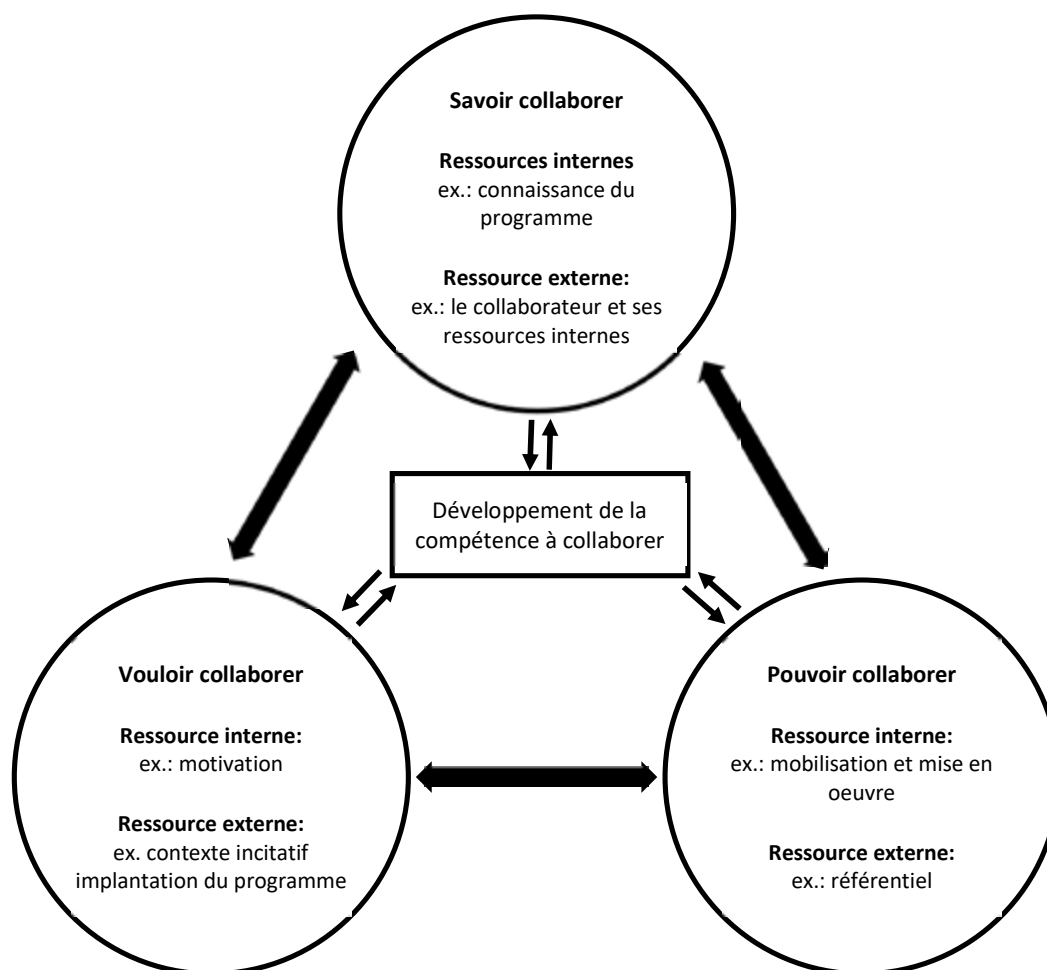 Savoir collaborer
Ressources internes
ex.: connaissance du
programme
Ressource externe:
ex.: le collaborateur et ses
ressources internes
Développement de la
compétence à collaborer
Vouloir collaborer
Ressource interne:
ex.: motivation
Ressource externe:
ex. contexte incitatif
implantation du programme
Pouvoir collaborer
Ressource interne:
ex.: mobilisation et mise en
oeuvre
Ressource externe:
ex.: référentiel